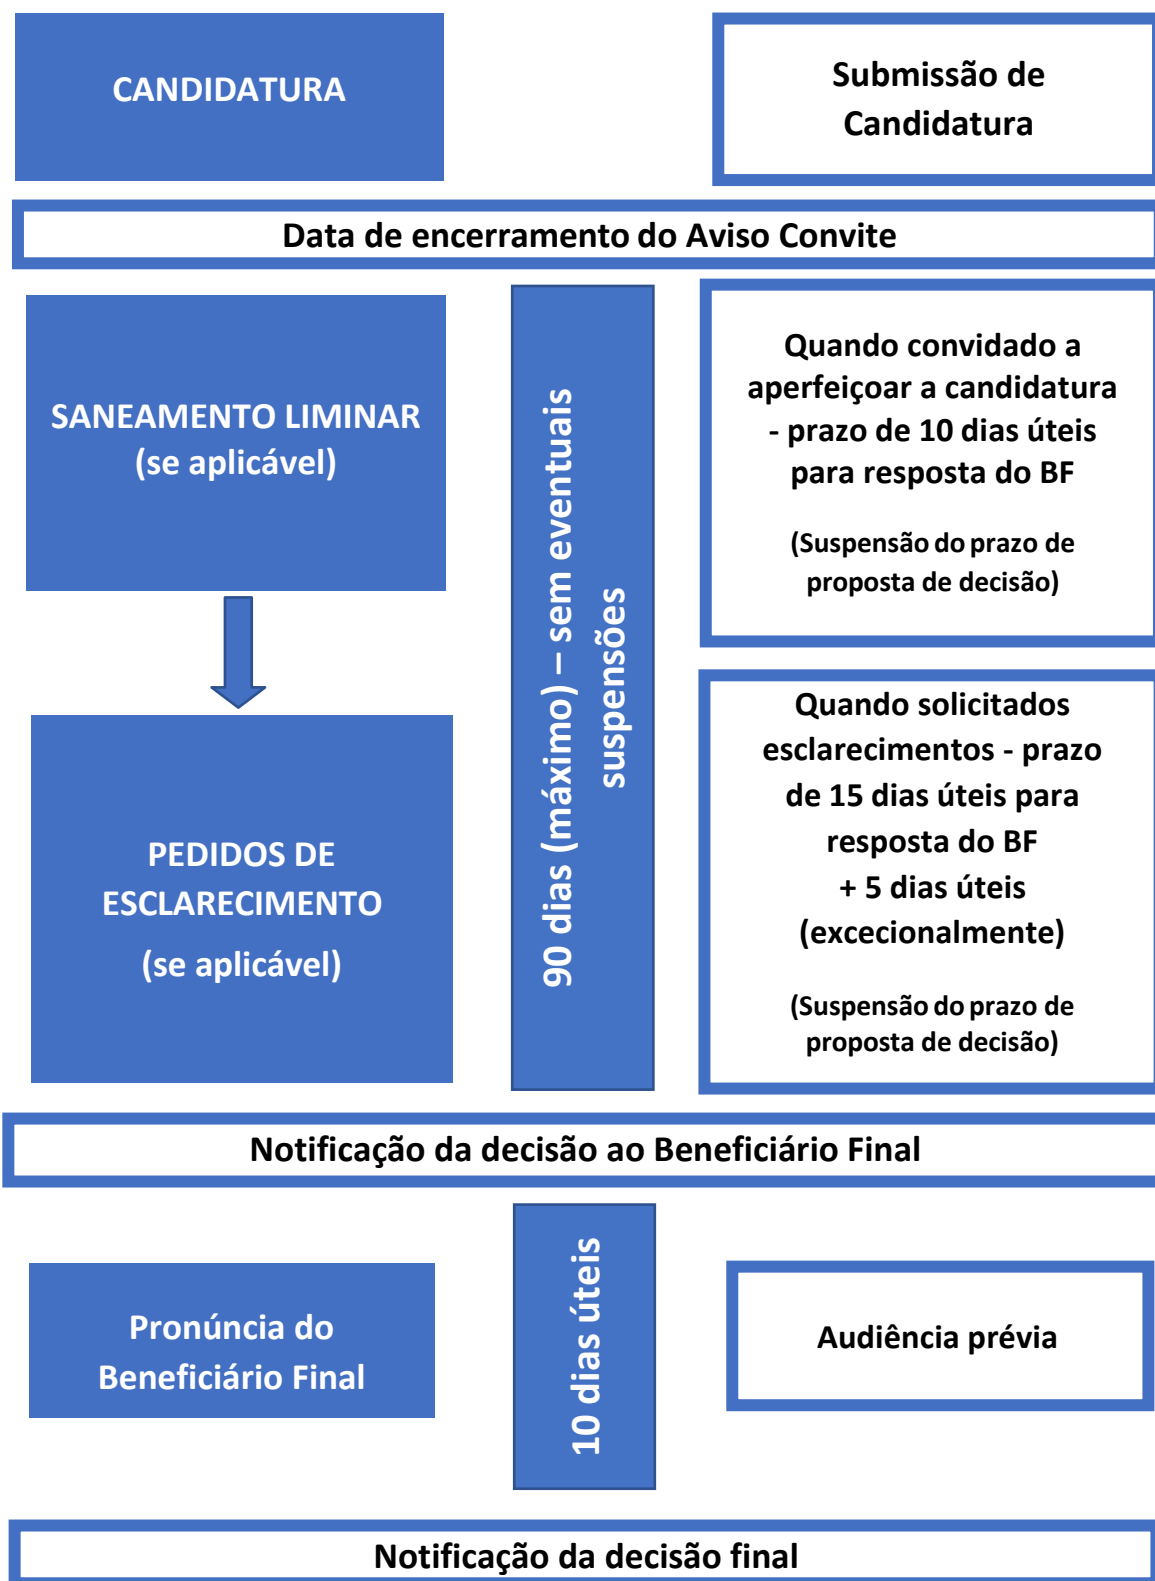 CANDIDATURA
Submissão de
Candidatura
Data de encerramento do Aviso Convite
SANEAMENTO LIMINAR
(se aplicável)
90 dias (máximo) – sem eventuais
suspensões
Quando convidado a
aperfeiçoar a candidatura
- prazo de 10 dias úteis
para resposta do BF
(Suspensão do prazo de
proposta de decisão)
PEDIDOS DE
ESCLARECIMENTO
(se aplicável)
Quando solicitados
esclarecimentos - prazo
de 15 dias úteis para
resposta do BF
+ 5 dias úteis
(excecionalmente)
(Suspensão do prazo de
proposta de decisão)
Notificação da decisão ao Beneficiário Final
Pronúncia do
Beneficiário Final
10 dias úteis
Audiência prévia
Notificação da decisão final